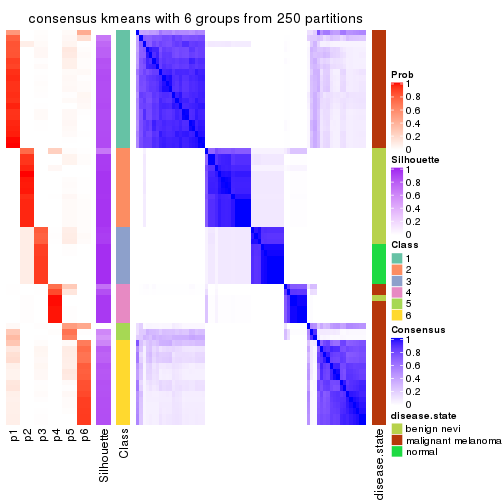 consensus kmeans with 6 groups from 250 partitions
p1
p2
p3
p4
p5
p6
Silhouette
Class
disease.state
Prob
1
0.8
0.6
0.4
0.2
0
Silhouette
1
0.8
0.6
0.4
0.2
0
Class
1
2
3
4
5
6
Consensus
1
0.8
0.6
0.4
0.2
0
disease.state
benign nevi
malignant melanoma
normal